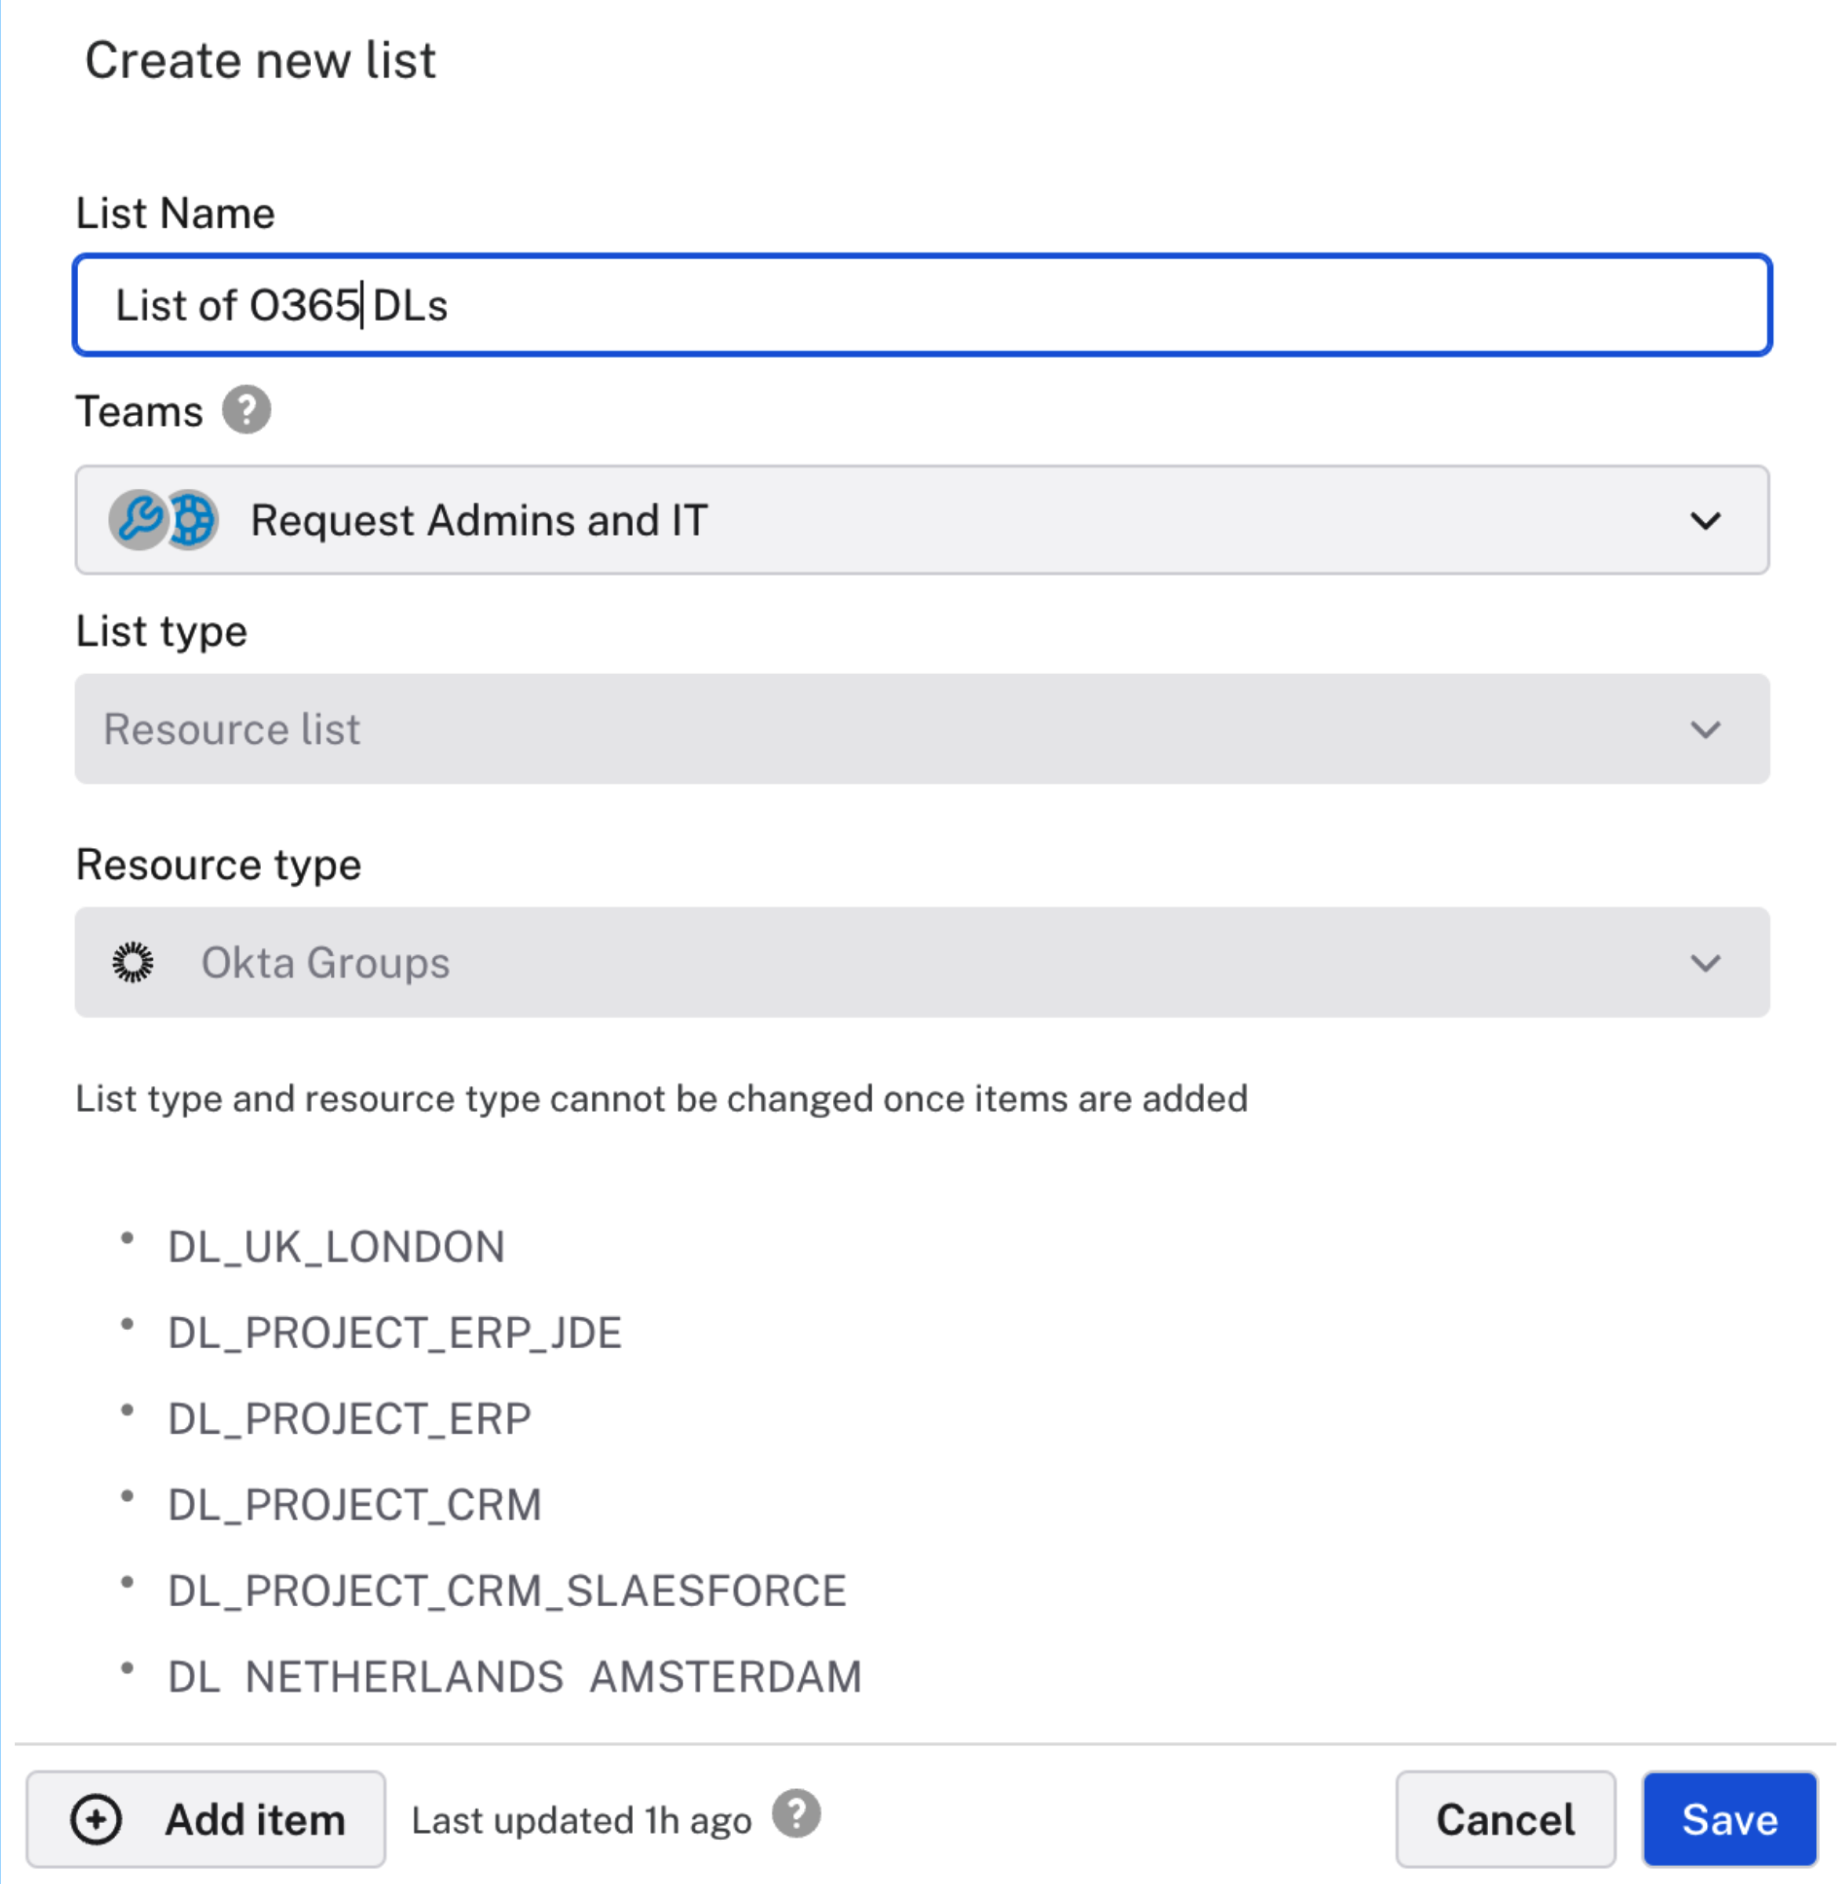 Create new list
List Name
List of O365 DLs
Teams ?
Request Admins and IT
List type
Resource list
Resource type
Okta Groups
List type and resource type cannot be changed once items are added
• DL_UK_LONDON
• DL_PROJECT_ERP_JDE
• DL_PROJECT_ERP
• DL_PROJECT_CRM
• DL_PROJECT_CRM_SLAESFORCE
• DL NETHERLANDS AMSTERDAM
Add item Last updated 1h ago ? Cancel Save